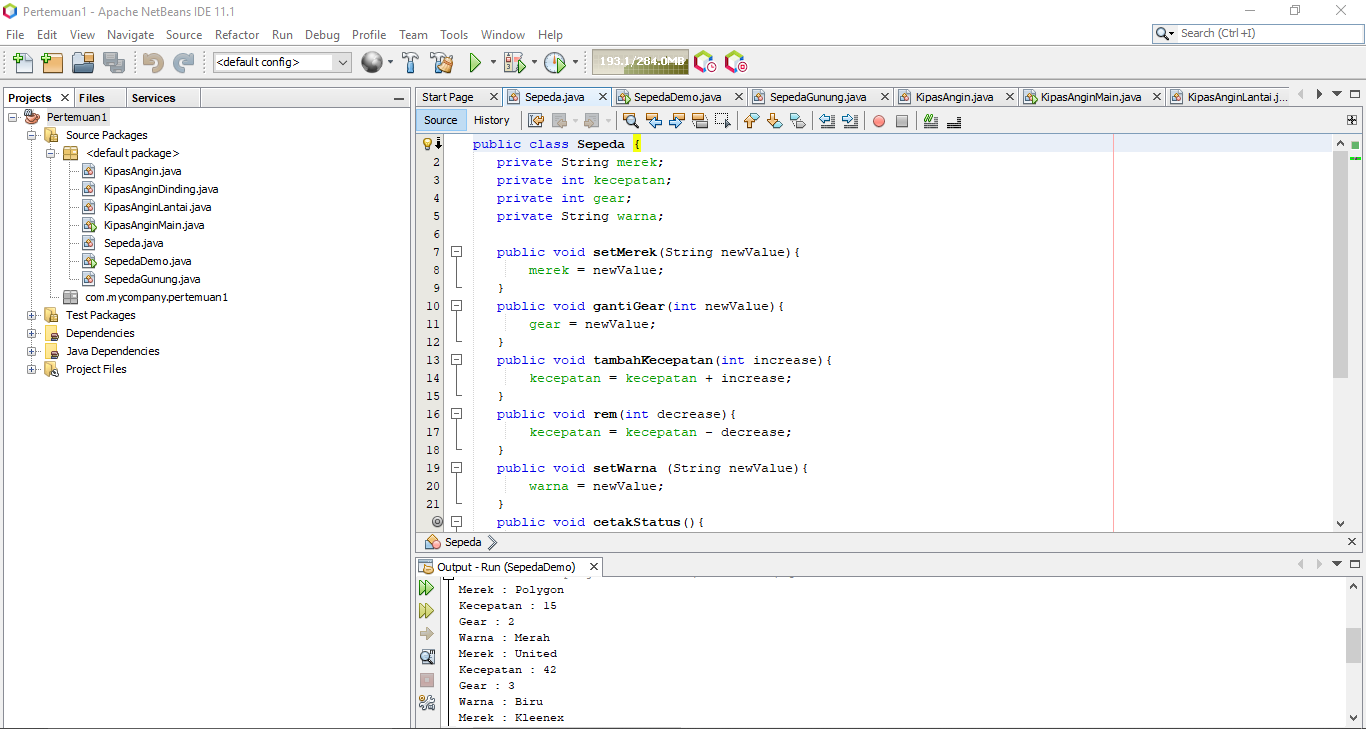 Pertemuan1 - Apache NetBeans IDE 11.1
File Edit View Navigate Source Refactor Run Debug Profile Team Tools Window Help
Search (Ctrl+I)
<default config>
193.1/284.0MB
Projects Files Services
Pertemuan1
Source Packages
<default package>
KipasAngin.java
KipasAnginDinding.java
KipasAnginLantai.java
KipasAnginMain.java
Sepeda.java
SepedaDemo.java
SepedaGunung.java
com.mycompany.pertemuan1
Test Packages
Dependencies
Java Dependencies
Project Files
Start Page Sepeda.java SepedaDemo.java SepedaGunung.java KipasAngin.java KipasAnginMain.java KipasAnginLantai.j...
Source History
public class Sepeda {
2 private String merek;
3 private int kecepatan;
4 private int gear;
5 private String warna;
6
7 public void setMerek(String newValue){
8 merek = newValue;
9 }
10 public void gantiGear(int newValue){
11 gear = newValue;
12 }
13 public void tambahKecepatan(int increase){
14 kecepatan = kecepatan + increase;
15 }
16 public void rem(int decrease){
17 kecepatan = kecepatan - decrease;
18 }
19 public void setWarna (String newValue){
20 warna = newValue;
21 }
public void cetakStatus(){
Sepeda
Output - Run (SepedaDemo)
Merek : Polygon
Kecepatan : 15
Gear : 2
Warna : Merah
Merek : United
Kecepatan : 42
Gear : 3
Warna : Biru
Merek : Kleenex